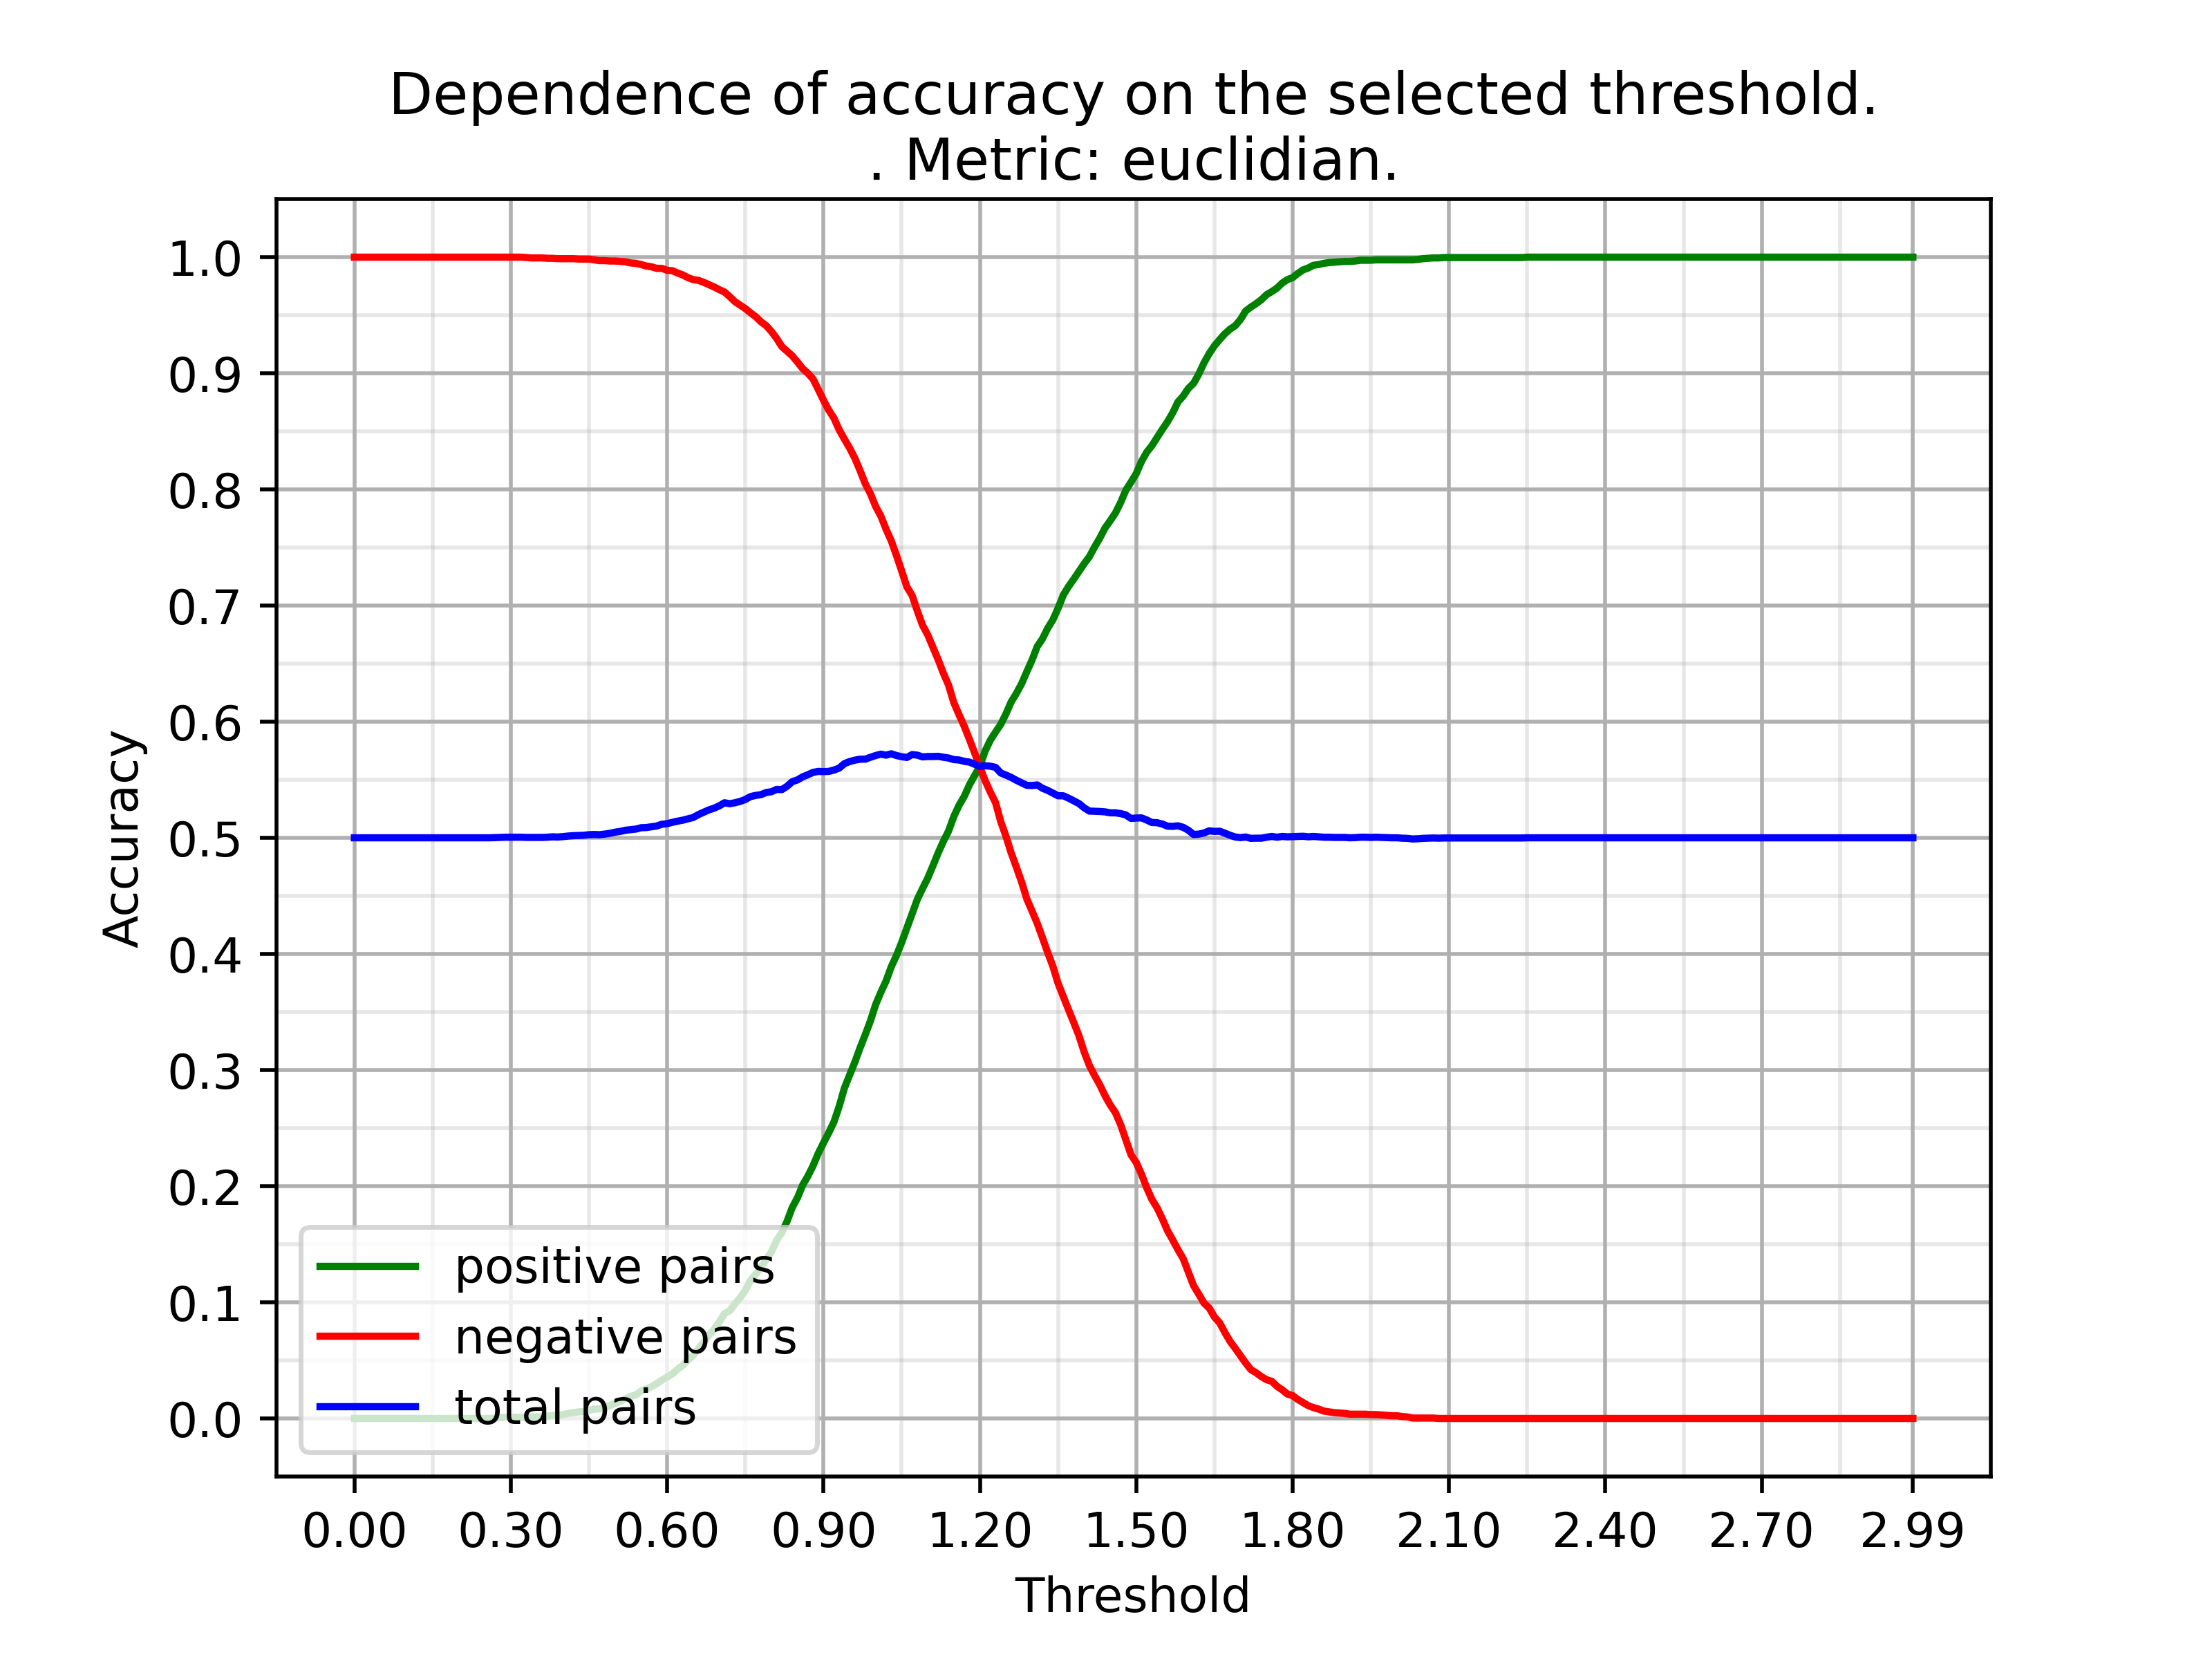 Dependence of accuracy on the selected threshold.
. Metric: euclidian.
1.0
0.9
0.8
0.7
0.6
0.5
0.4
0.3
0.2
0.1
0.0
Accuracy
positive pairs
negative pairs
total pairs
0.00 0.30 0.60 0.90 1.20 1.50 1.80 2.10 2.40 2.70 2.99
Threshold